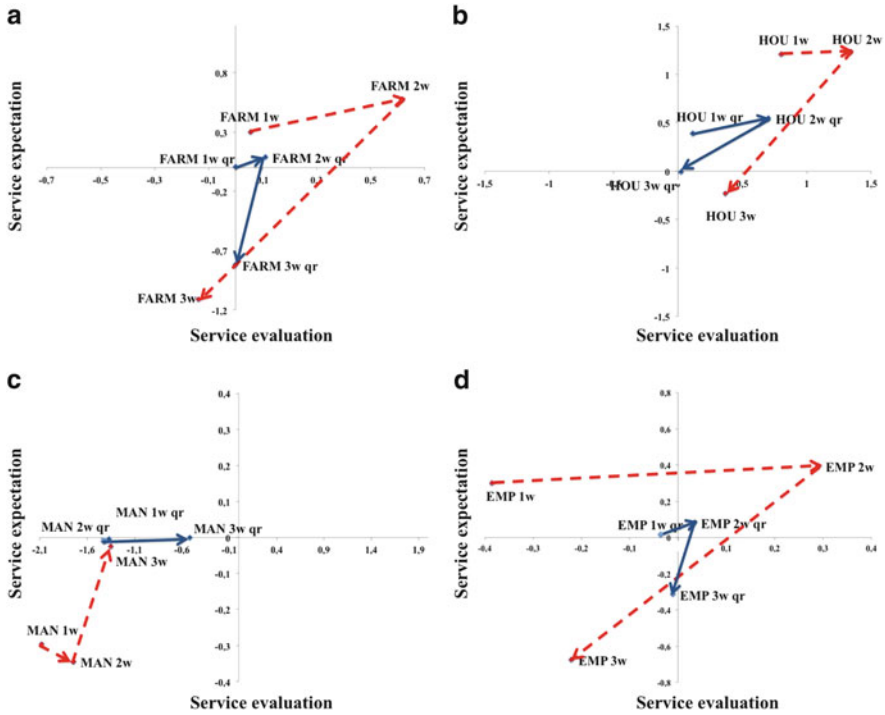 a
Service expectation
0,8
FARM 2w
FARM 1w
0,3
FARM 1w qr
FARM 2w qr
-0,7
-0,5
-0,3
-0,1
0,1
0,3
0,5
0,7
-0,2
-0,7
FARM 3w qr
FARM 3w
-1,2
Service evaluation
b
Service expectation
1,5
HOU 1w
HOU 2w
1
0,5
HOU 1w qr
HOU 2w qr
0
-1,5
-1
-0,5
0
0,5
1
1,5
HOU 3w qr
HOU 3w
-0,5
-1
-1,5
Service evaluation
c
Service expectation
0,4
0,3
0,2
0,1
MAN 1w qr
MAN 2w qr
MAN 3w qr
0
-2,1
-1,6
-1,1
-0,6
-0,1
0,4
0,9
1,4
1,9
MAN 3w
-0,1
-0,2
MAN 1w
-0,3
MAN 2w
-0,4
Service evaluation
d
Service expectation
0,8
0,6
0,4
EMP 2w
EMP 1w
0,2
EMP 1w qr
EMP 2w qr
0
-0,4
-0,3
-0,2
-0,1
0
0,1
0,2
0,3
0,4
-0,2
EMP 3w qr
-0,4
EMP 3w
-0,6
-0,8
Service evaluation